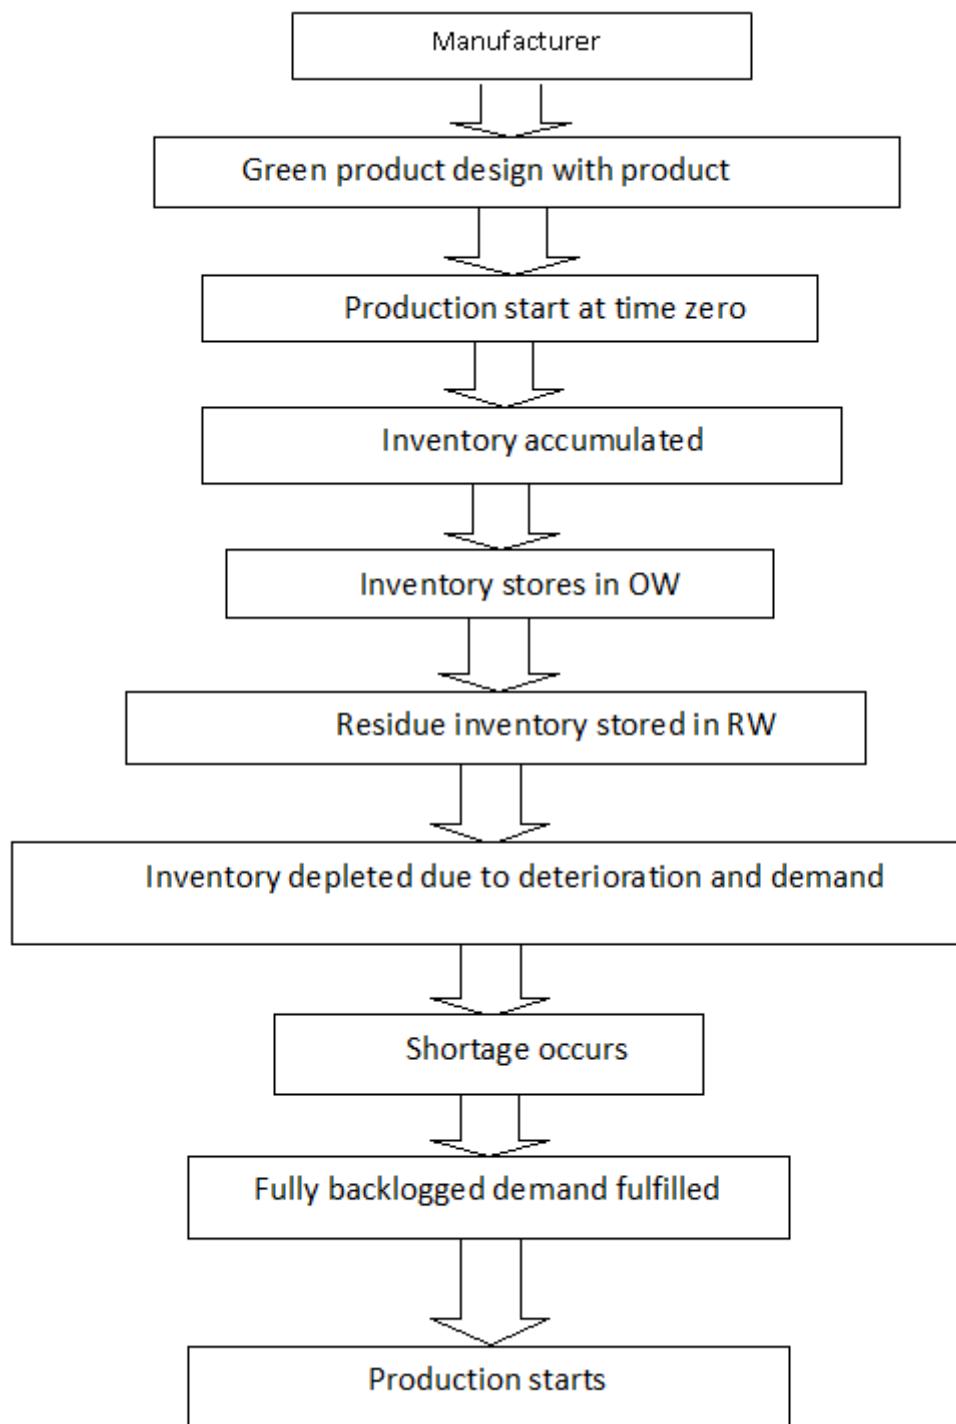 Manufacturer
Green product design with product
Production start at time zero
Inventory accumulated
Inventory stores in OW
Residue inventory stored in RW
Inventory depleted due to deterioration and demand
Shortage occurs
Fully backlogged demand fulfilled
Production starts